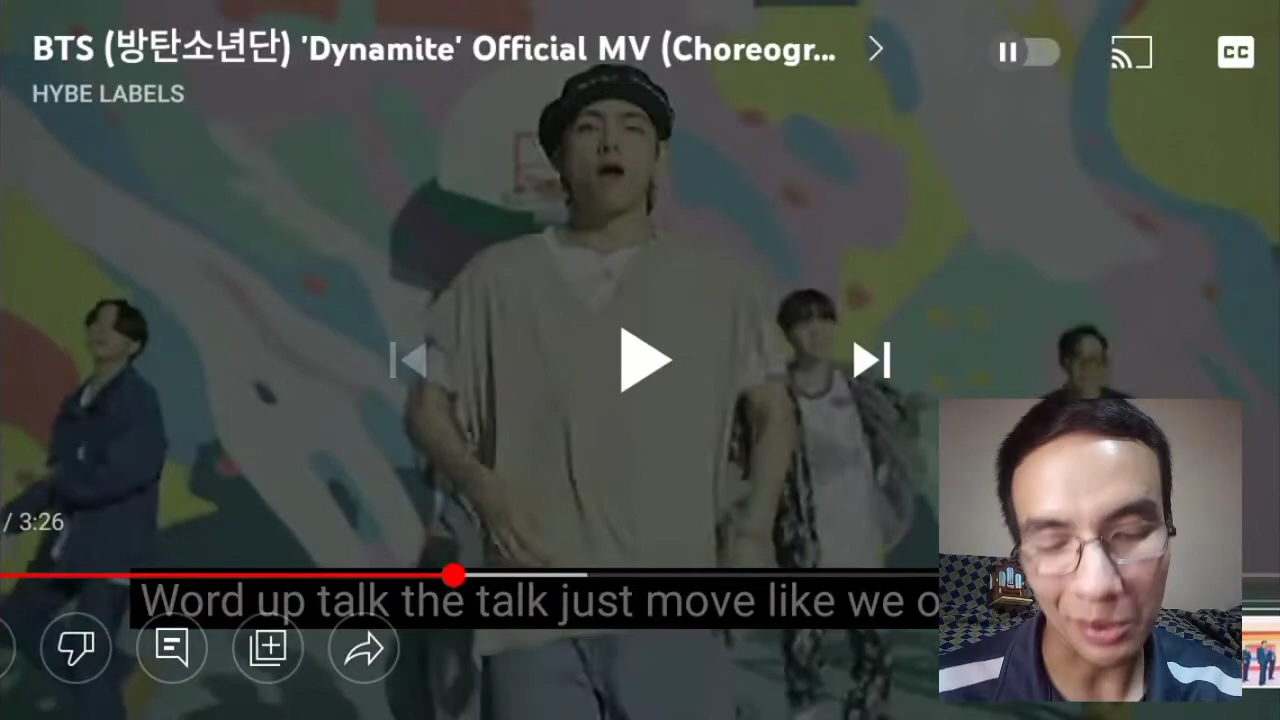 BTS (방탄소년단) 'Dynamite' Official MV (Choreogr...
HYBE LABELS
CC
/ 3:26
Word up talk the talk just move like we o